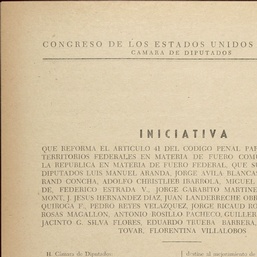 CONGRESO DE LOS ESTADOS UNIDOS
CAMARA DE DIPUTADOS
INICIATIVA
QUE REFORMA EL ARTICULO 41 DEL CODIGO PENAL PAR
TERRITORIOS FEDERALES EN MATERIA DE FUERO COMU
LA REPUBLICA EN MATERIA DE FUERO FEDERAL, QUE SU
DIPUTADOS LUIS MANUEL ARANDA, JORGE AVILA BLANCAS
BAND CONCHA, ADOLFO CHRISTLIEB IBARROLA, MIGUEL
DE, FEDERICO ESTRADA V., JORGE GARABITO MARTINE
MONT, J. HERNANDEZ DIAZ, JUAN LANDERRECHE OBR
QUIROGA P., PEDRO REYES VELAZQUEZ, JORGE RICAUD RO
ROSAS MAGALLON, ANTONIO ROSILLO PACHECO, GUILLER
JACINTO G. SILVA FLORES, EDUARDO TRUEBA BARRERA,
TOVAR, FLORENTINA VILLALOBOS
H. Cámara de Diputados: